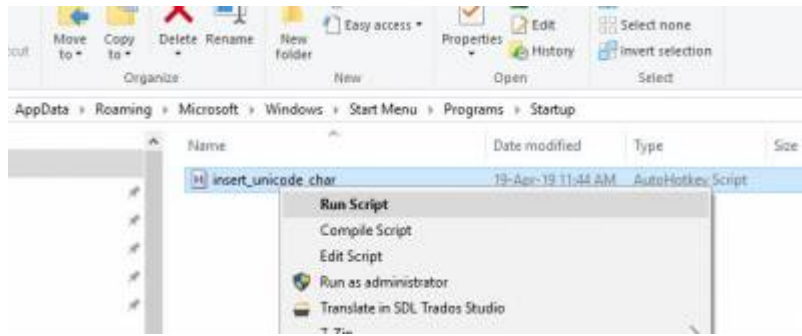 Easy access
Edit
Select none
Move to
Copy to
Delete
Rename
New folder
Properties
History
Invert selection
Organize
New
Open
Select
AppData › Roaming › Microsoft › Windows › Start Menu › Programs › Startup
Name
Date modified
Type
Size
insert_unicode char
19-Apr-19 11:44 AM
AutoHotkey Script
Run Script
Compile Script
Edit Script
Run as administrator
Translate in SDL Trados Studio
7-Zip